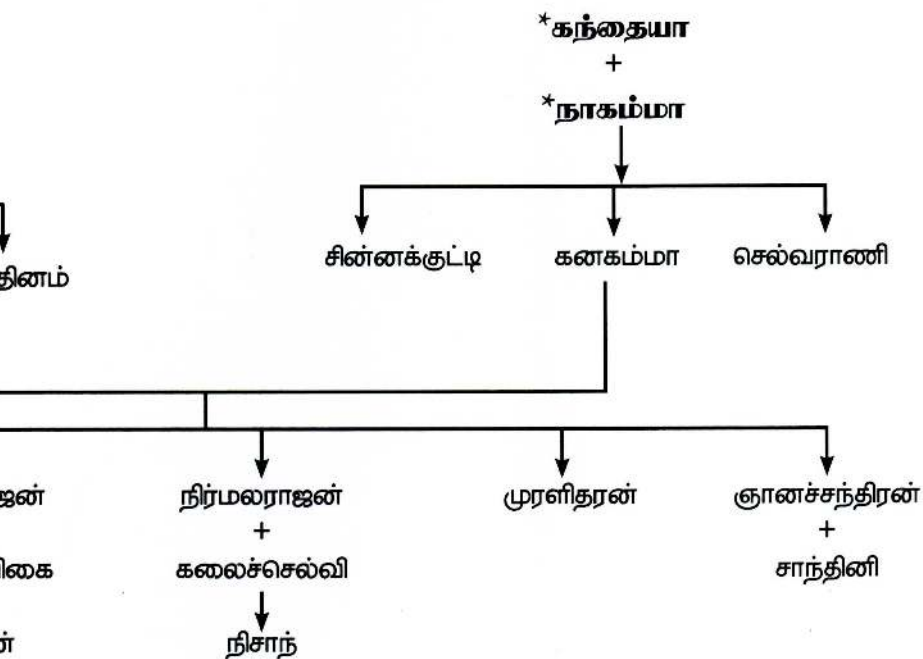 *கந்தையா
+
*நாகம்மா
சின்னக்குட்டி கனகம்மா செல்வராணி
நிர்மலராஜன் முரளிதரன் ஞானச்சந்திரன்
+ +
கலைச்செல்வி சாந்தினி
நிசாந்